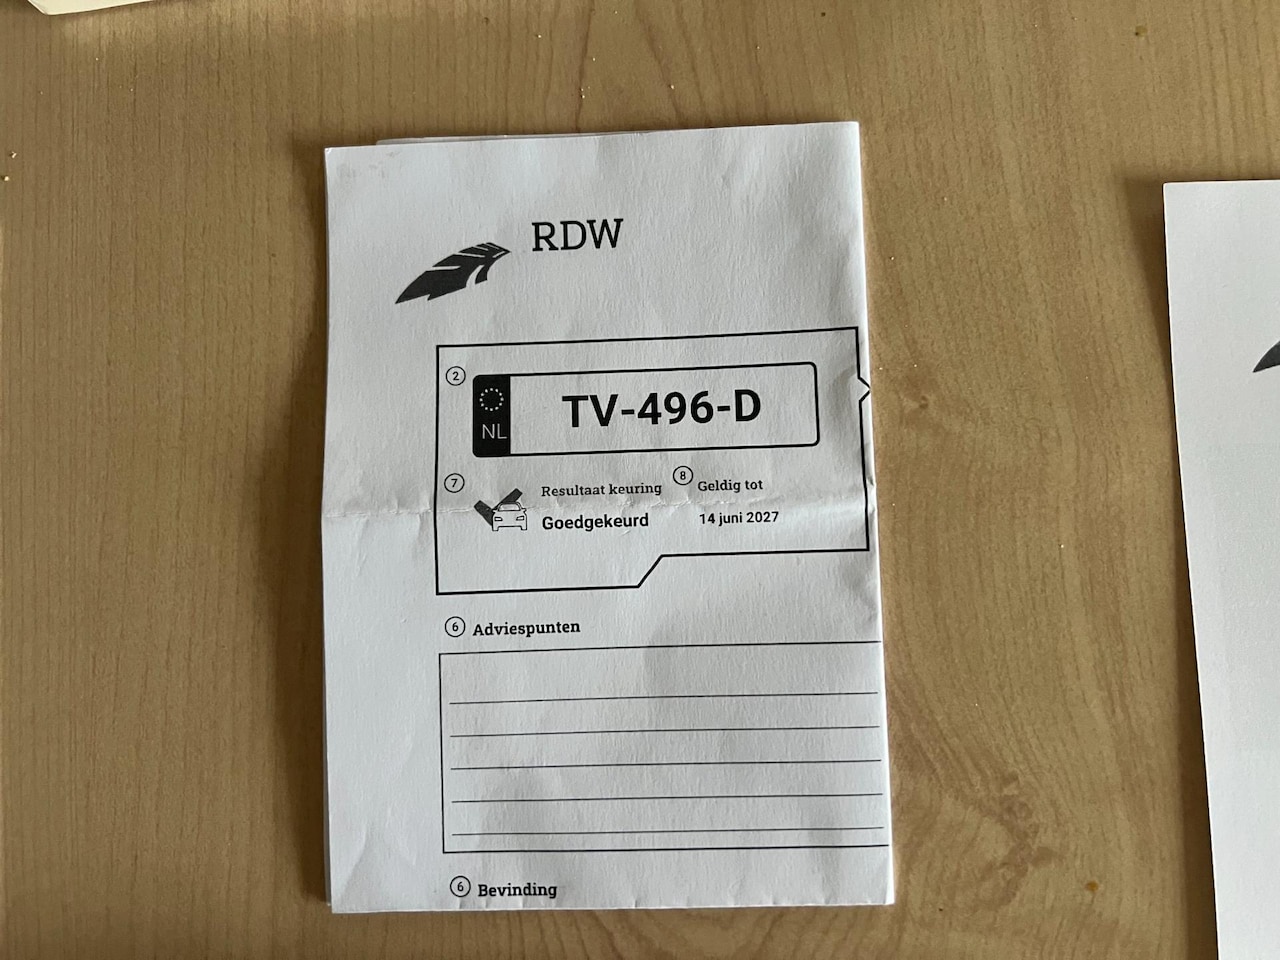 RDW
2
NL
TV-496-D
7 Resultaat keuring 8 Geldig tot
Goedgekeurd 14 juni 2027
6 Adviespunten
6 Bevinding